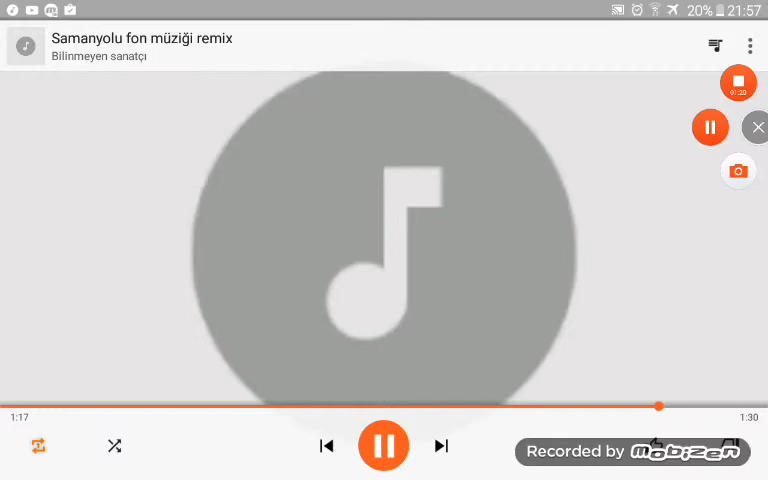 20% 21:57
Samanyolu fon müziği remix
Bilinmeyen sanatçı
01:20
1:17
1:30
Recorded by mobizen